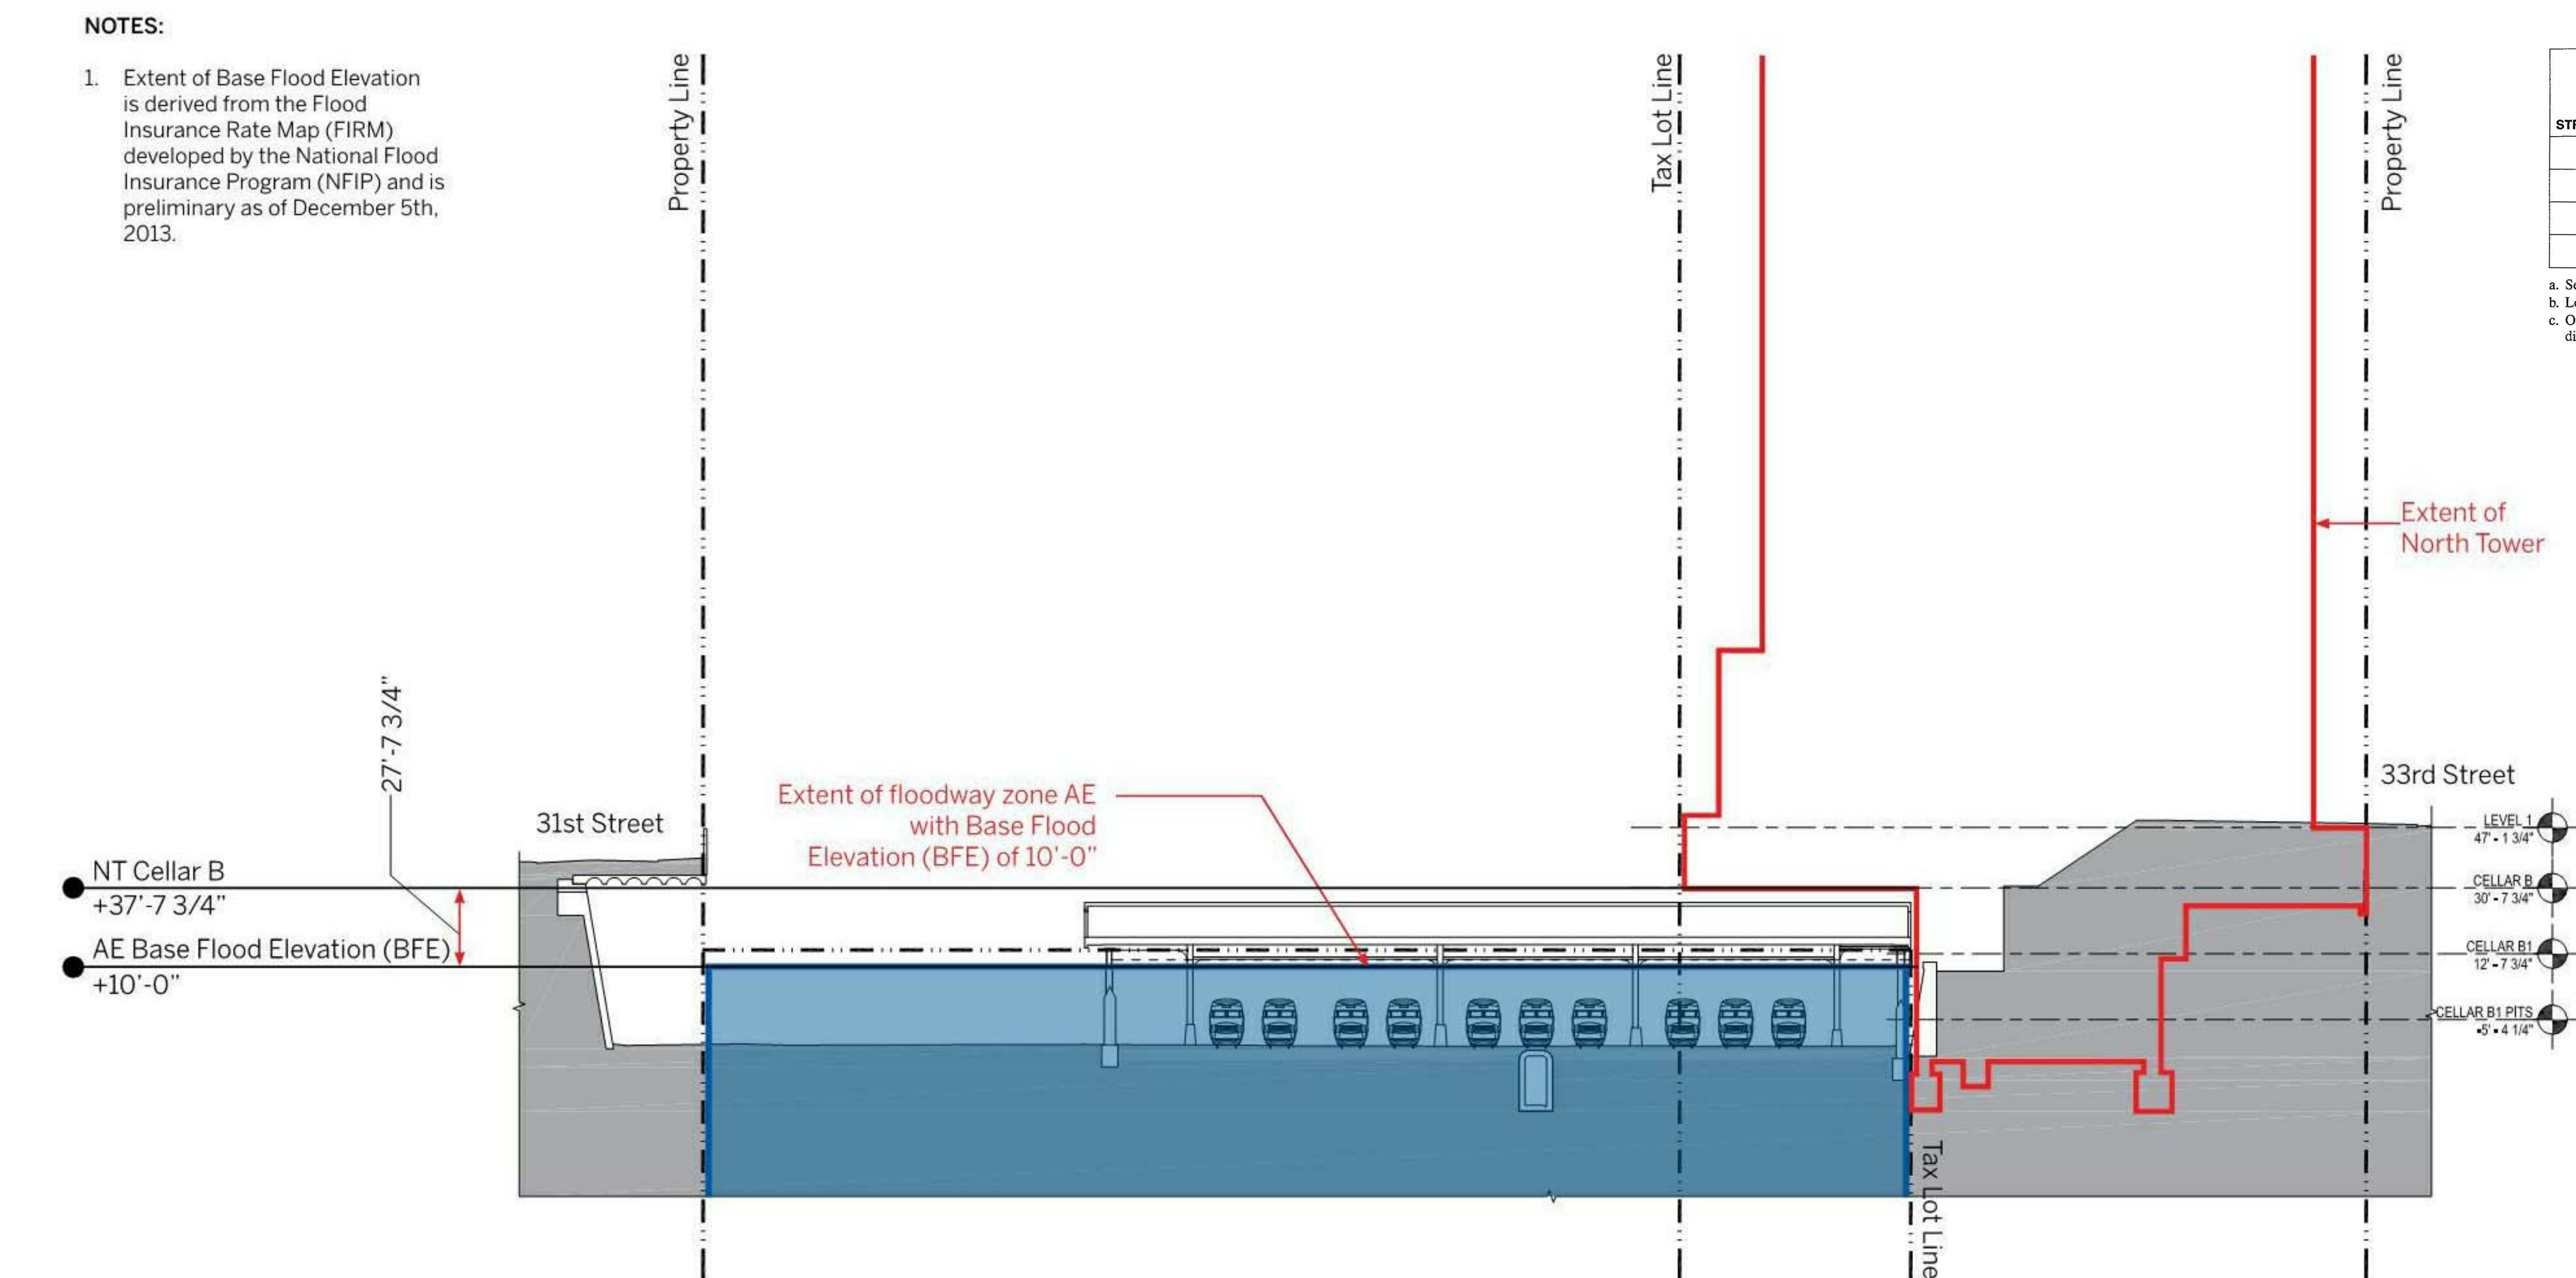 NOTES:
1. Extent of Base Flood Elevation
is derived from the Flood
Insurance Rate Map (FIRM)
developed by the National Flood
Insurance Program (NFIP) and is
preliminary as of December 5th,
2013.
Property Line
Tax Lot Line
Property Line
a.
b.
c.
Extent of
North Tower
27'-7 3/4"
31st Street
33rd Street
Extent of floodway zone AE
with Base Flood
Elevation (BFE) of 10'-0"
NT Cellar B
+37'-7 3/4"
AE Base Flood Elevation (BFE)
+10'-0"
LEVEL 1
47' - 1 3/4"
CELLAR B
30' - 7 3/4"
CELLAR B1
12' - 7 3/4"
CELLAR B1 PITS
-5' - 4 1/4"
Tax Lot Line